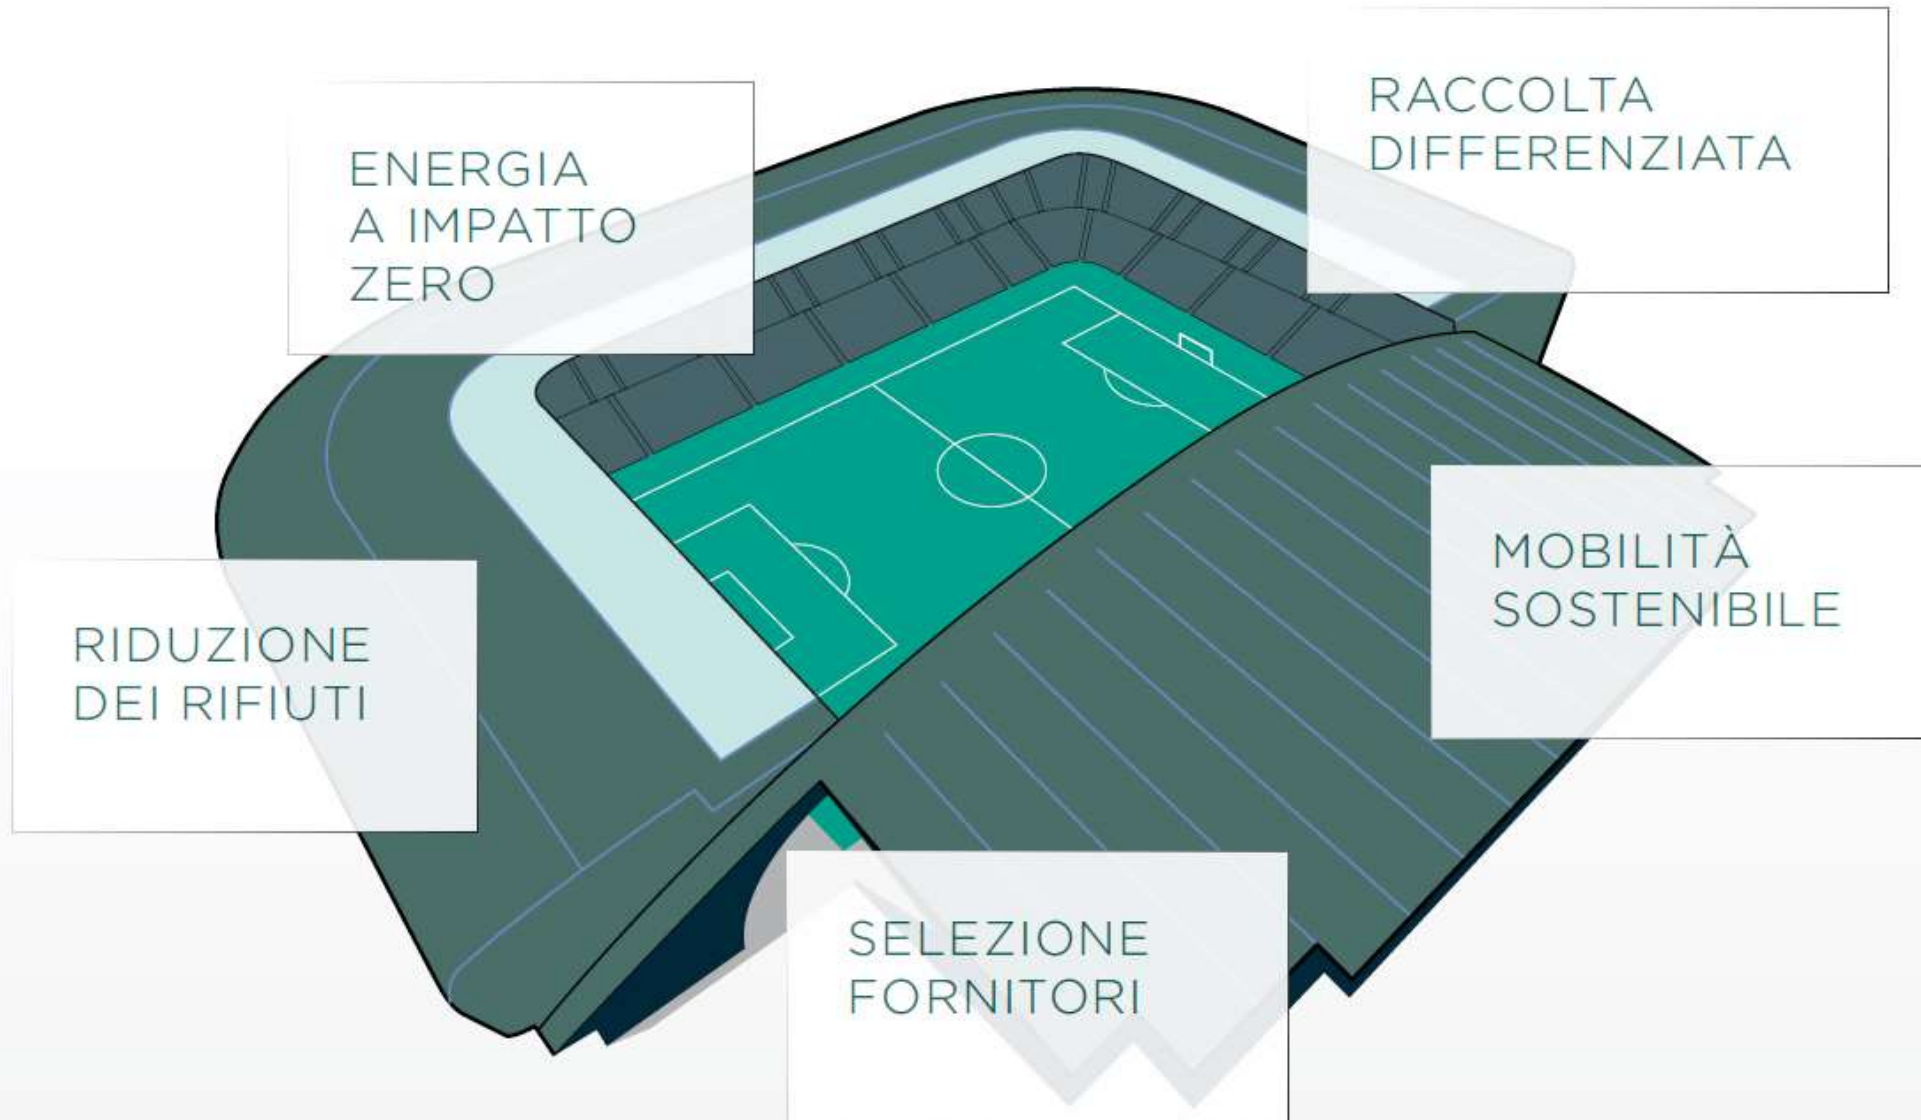 ENERGIA
A IMPATTO
ZERO
RACCOLTA
DIFFERENZIATA
RIDUZIONE
DEI RIFIUTI
MOBILITÀ
SOSTENIBILE
SELEZIONE
FORNITORI